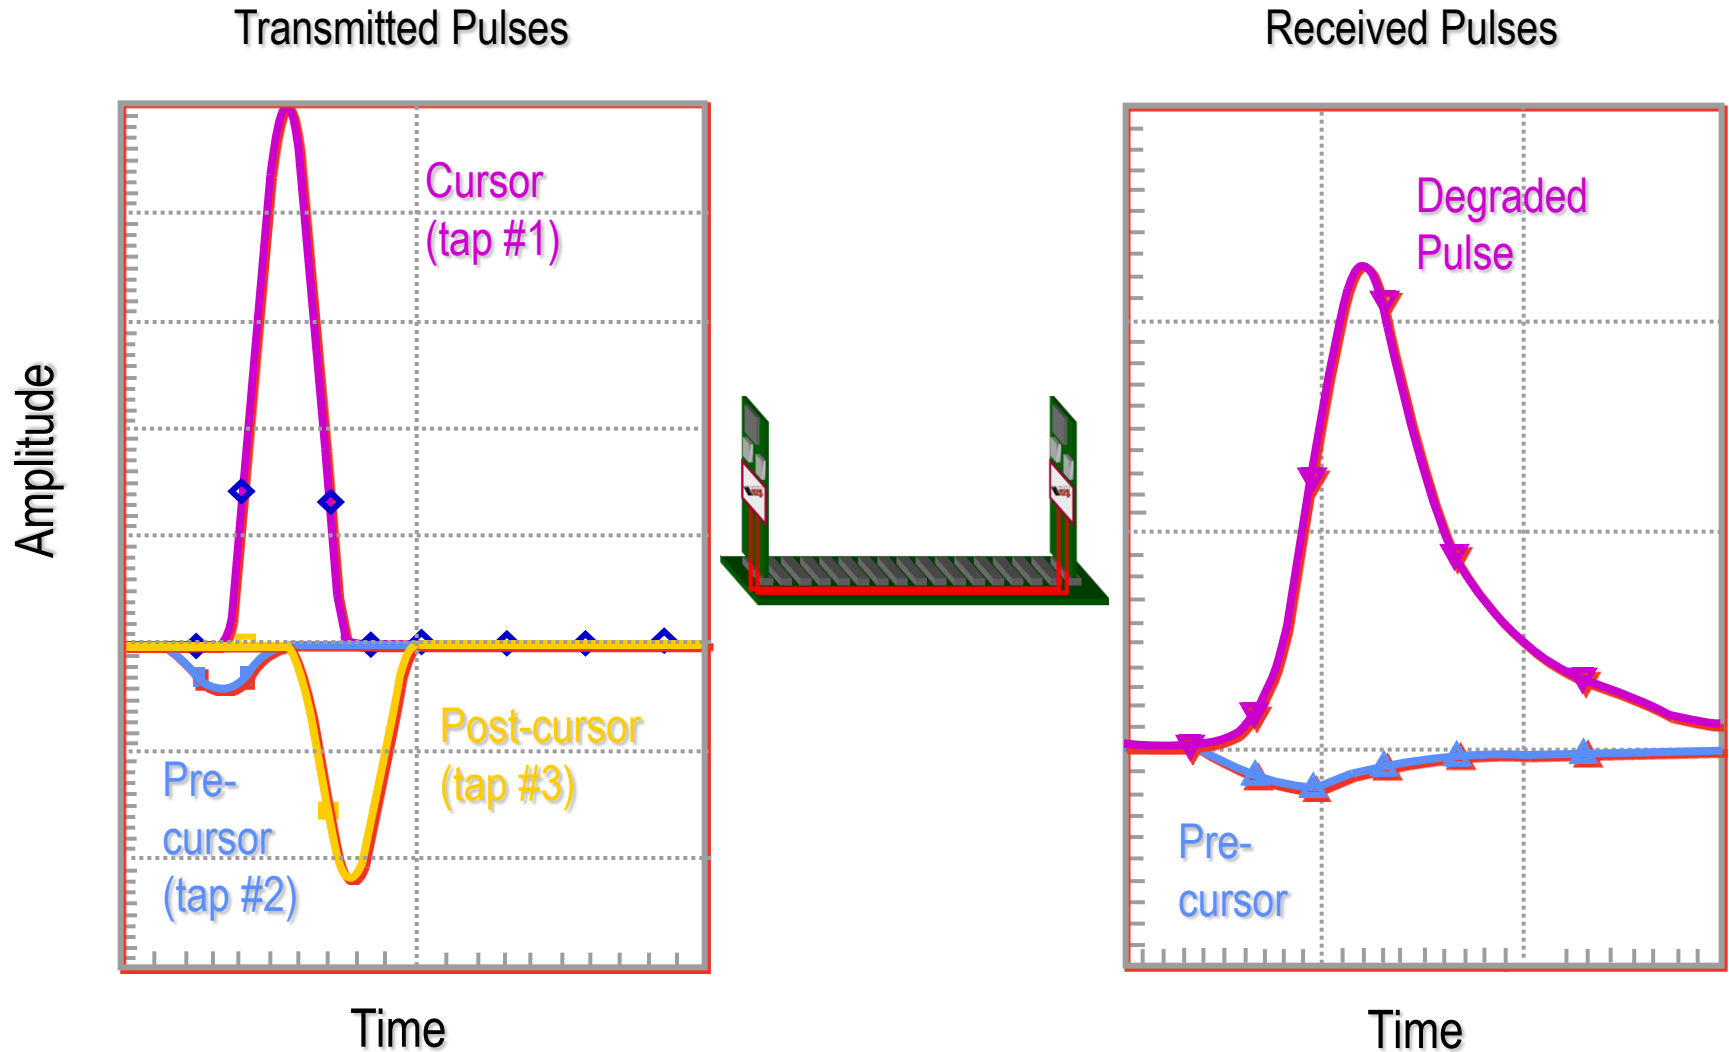 Transmitted Pulses
Received Pulses
Cursor
(tap #1)
Degraded
Pulse
Amplitude
Post-cursor
(tap #3)
Pre-
cursor
(tap #2)
Pre-
cursor
Time
Time